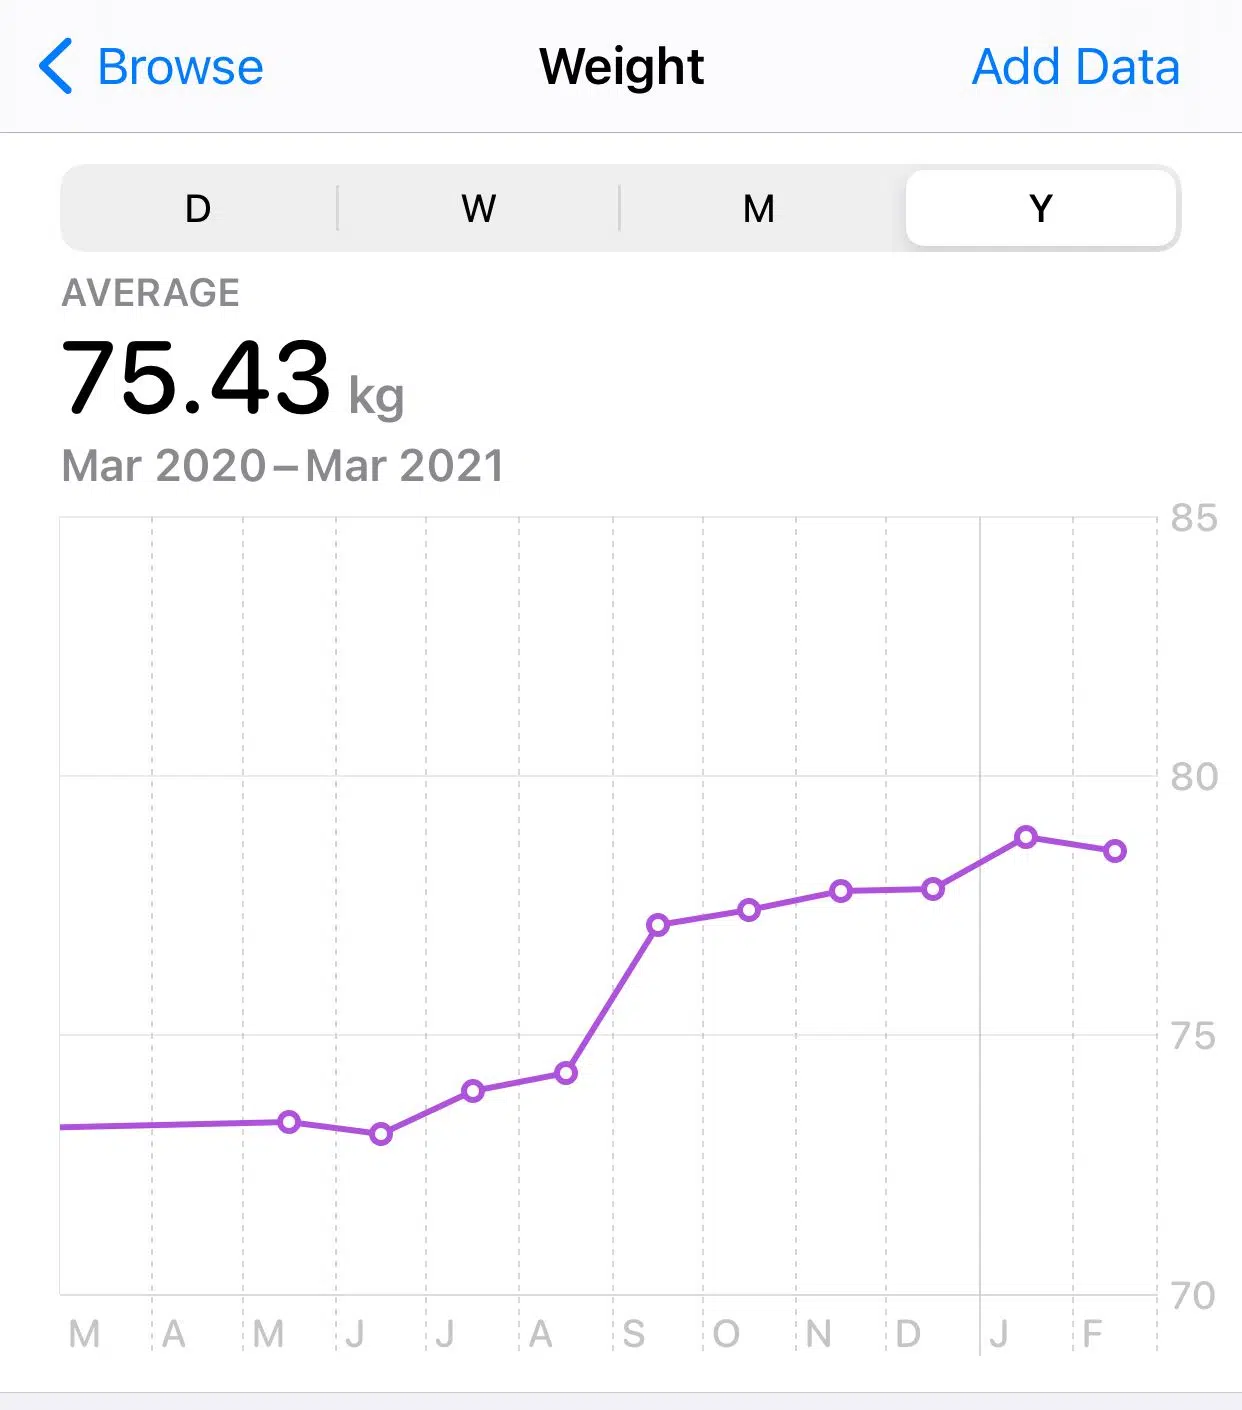 Browse Weight Add Data
D W M Y
AVERAGE
75.43 kg
Mar 2020–Mar 2021
85
80
75
70
M A M J J A S O N D J F